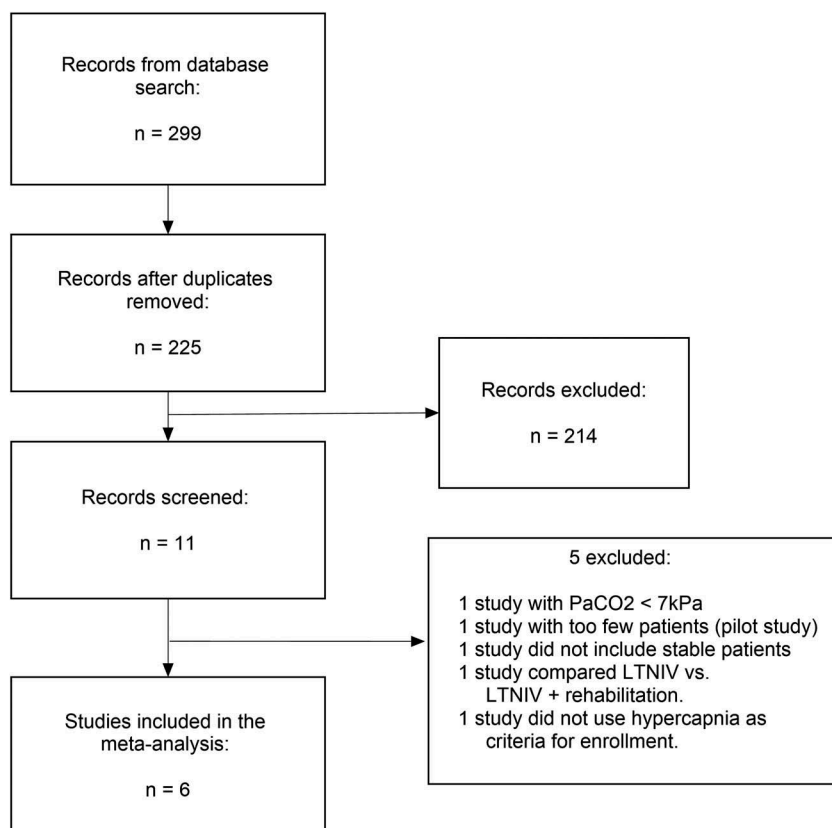 Records from database
search:
n = 299
Records after duplicates
removed:
n = 225
Records excluded:
n = 214
Records screened:
n = 11
5 excluded:
1 study with PaCO2 < 7kPa
1 study with too few patients (pilot study)
1 study did not include stable patients
1 study compared LTNIV vs.
LTNIV + rehabilitation.
1 study did not use hypercapnia as
criteria for enrollment.
Studies included in the
meta-analysis:
n = 6